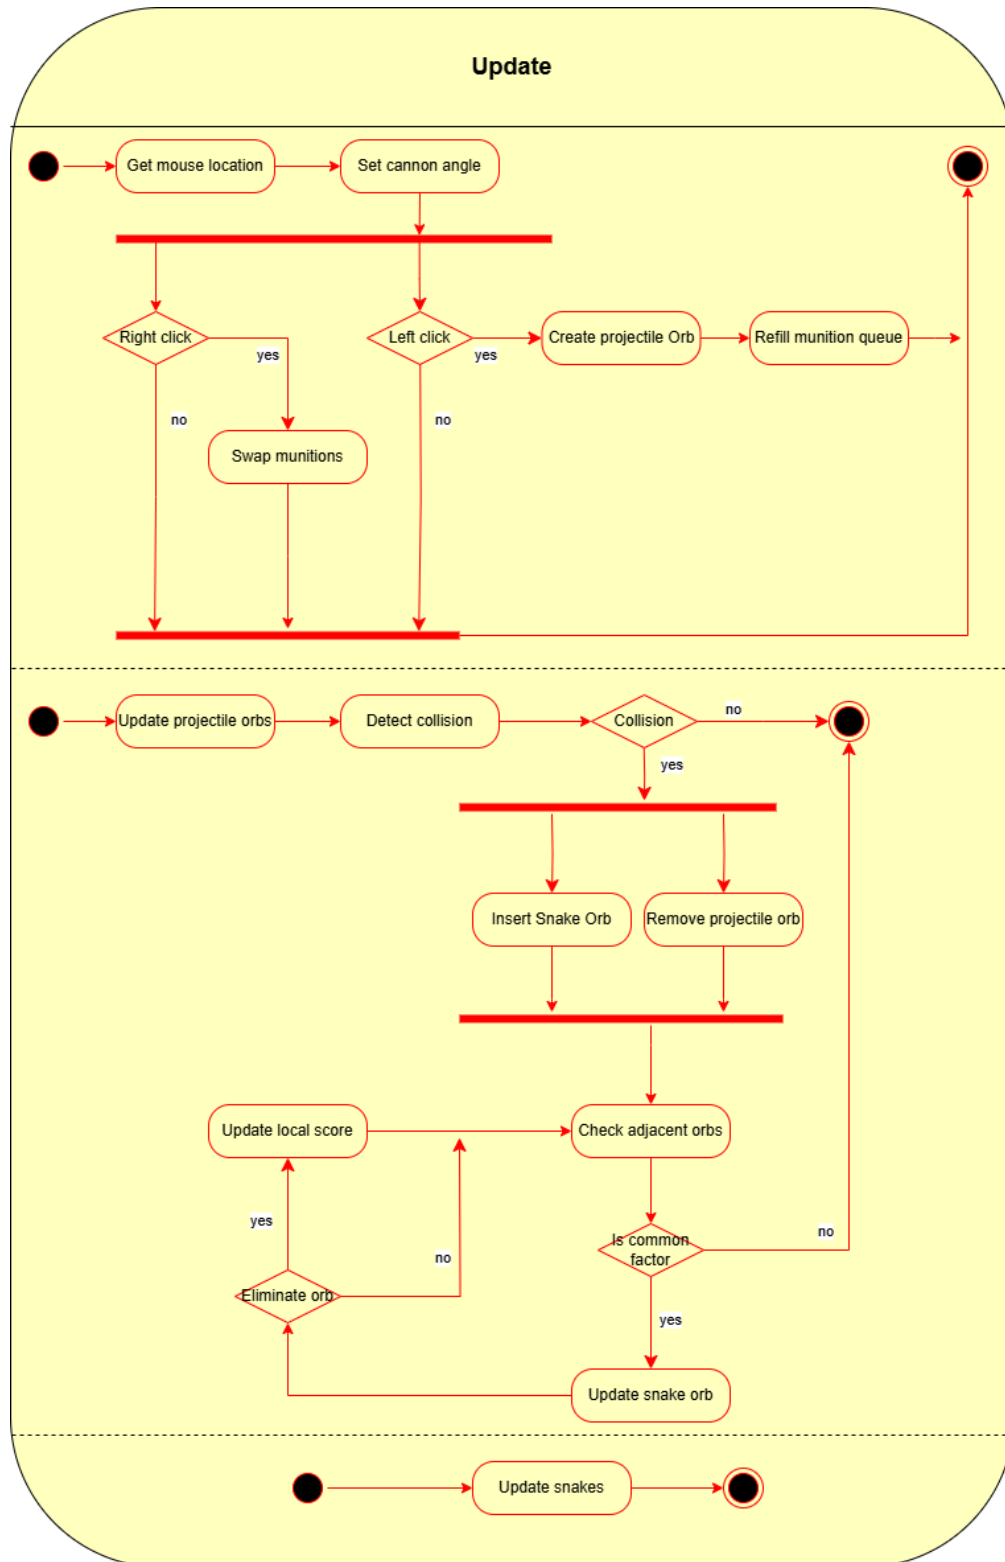 Update
Get mouse location
Set cannon angle
Right click
yes
no
Left click
yes
no
Create projectile Orb
Refill munition queue
Swap munitions
Update projectile orbs
Detect collision
Collision
no
yes
Insert Snake Orb
Remove projectile orb
Update local score
Check adjacent orbs
yes
no
Is common
factor
no
Eliminate orb
yes
Update snake orb
Update snakes